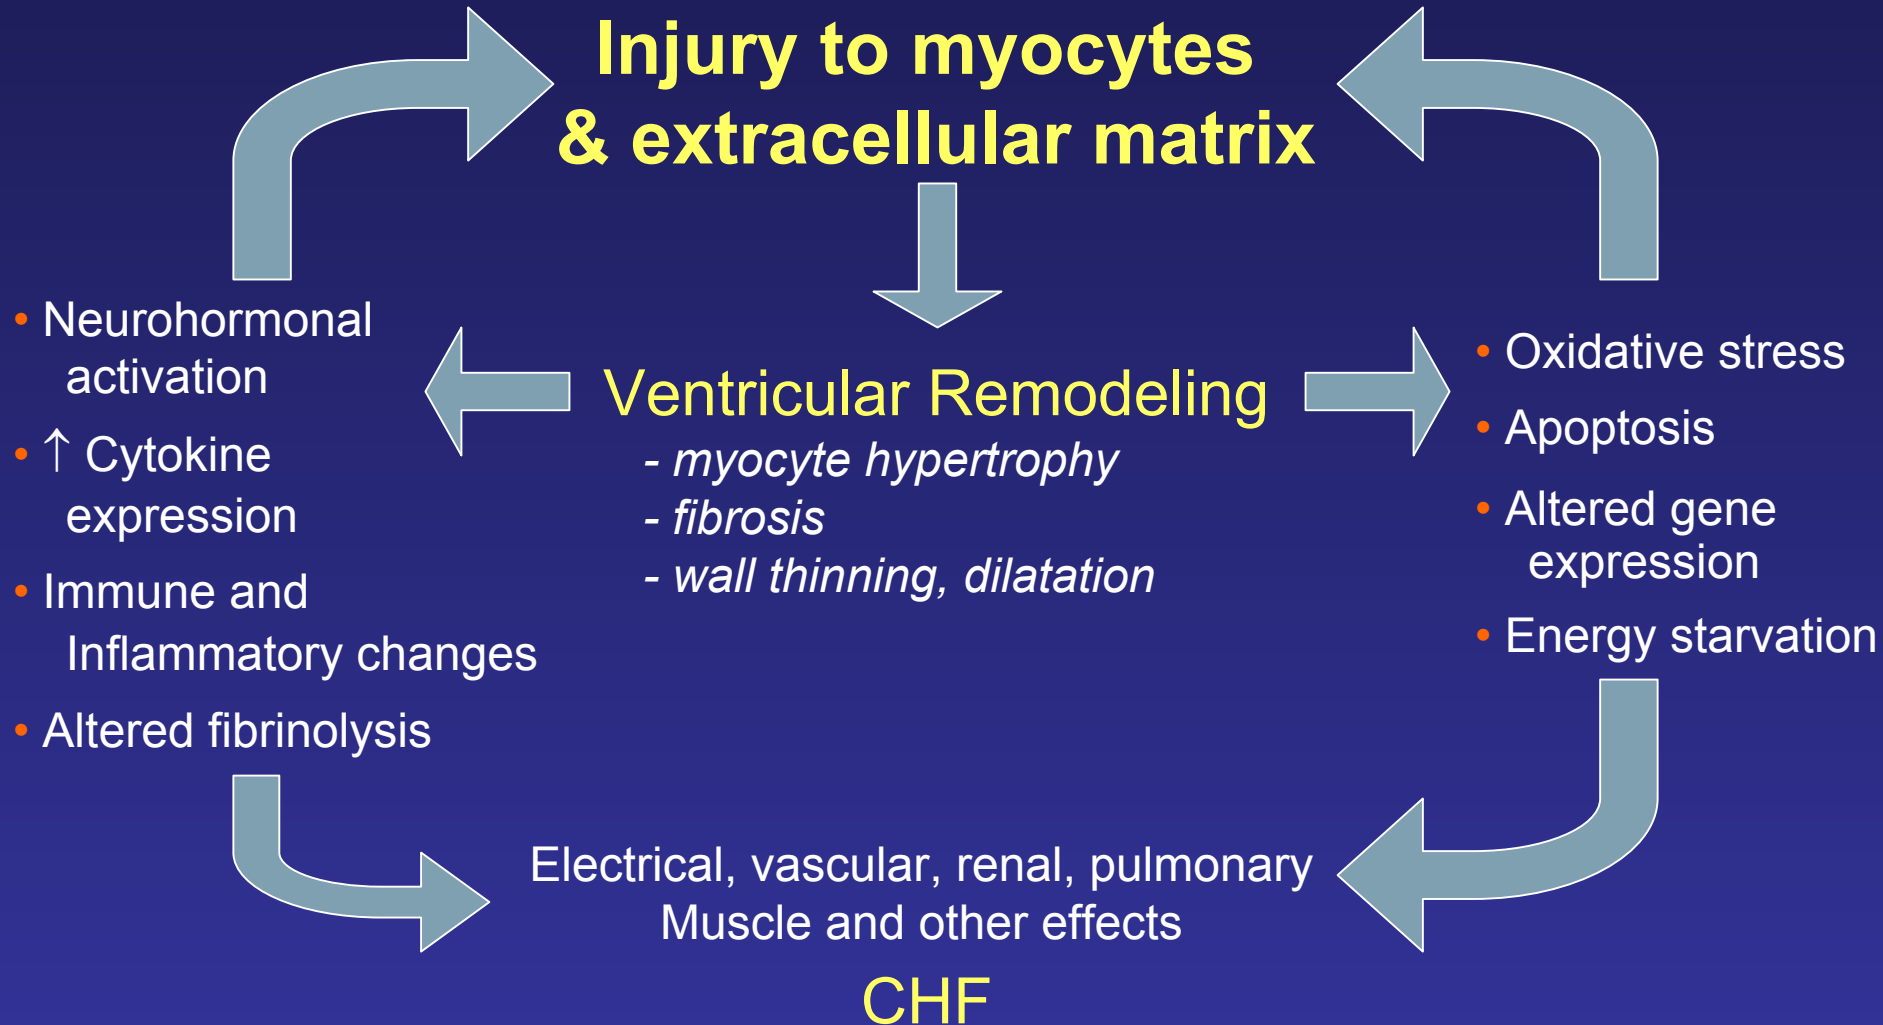 Injury to myocytes
& extracellular matrix
• Neurohormonal
activation
• ↑ Cytokine
expression
• Immune and
Inflammatory changes
• Altered fibrinolysis
Ventricular Remodeling
- myocyte hypertrophy
- fibrosis
- wall thinning, dilatation
• Oxidative stress
• Apoptosis
• Altered gene
expression
• Energy starvation
Electrical, vascular, renal, pulmonary
Muscle and other effects
CHF